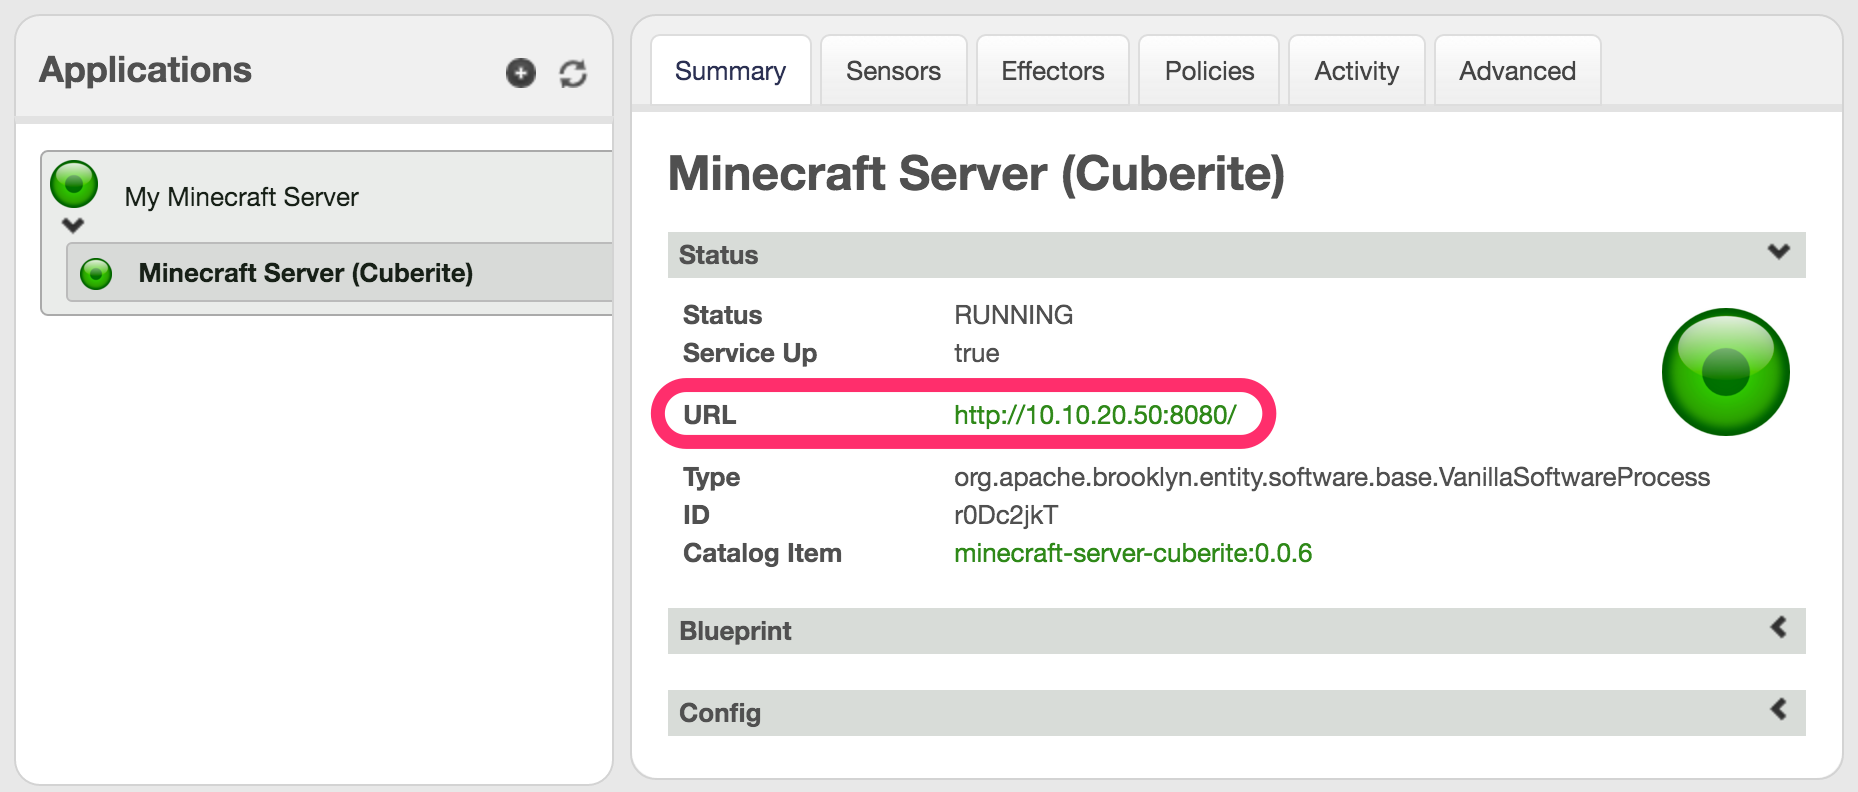 Applications
My Minecraft Server
Minecraft Server (Cuberite)
Summary
Sensors
Effectors
Policies
Activity
Advanced
Minecraft Server (Cuberite)
Status
Status RUNNING
Service Up true
URL http://10.10.20.50:8080/
Type org.apache.brooklyn.entity.software.base.VanillaSoftwareProcess
ID r0Dc2jkT
Catalog Item minecraft-server-cuberite:0.0.6
Blueprint
Config